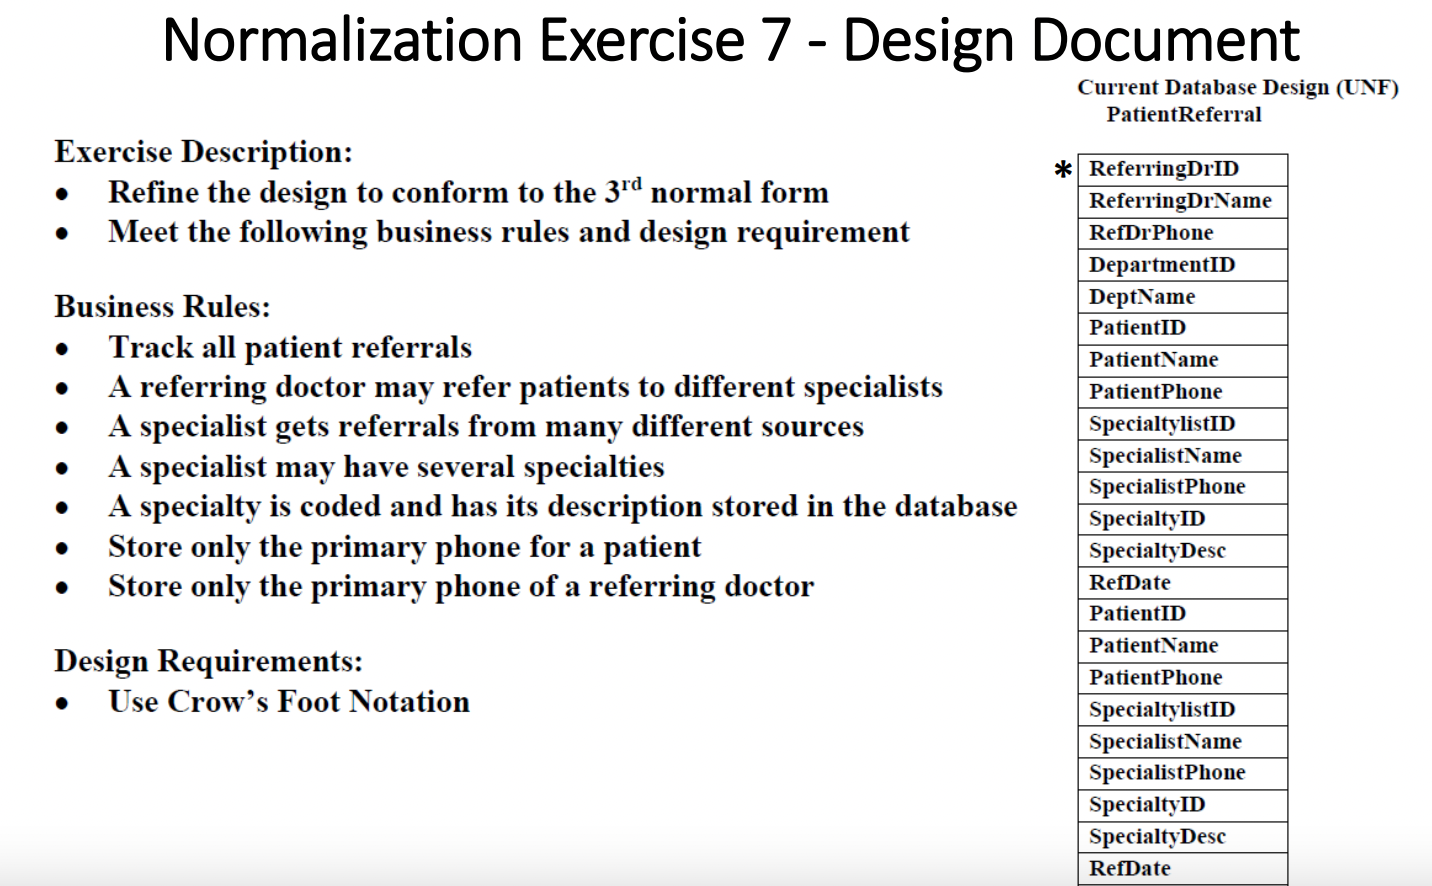 Normalization Exercise 7 - Design Document
Current Database Design (UNF)
PatientReferral
Exercise Description:
• Refine the design to conform to the 3rd normal form
• Meet the following business rules and design requirement
Business Rules:
• Track all patient referrals
• A referring doctor may refer patients to different specialists
• A specialist gets referrals from many different sources
• A specialist may have several specialties
• A specialty is coded and has its description stored in the database
• Store only the primary phone for a patient
• Store only the primary phone of a referring doctor
Design Requirements:
• Use Crow's Foot Notation
* ReferringDrID
ReferringDrName
RefDrPhone
DepartmentID
DeptName
PatientID
PatientName
PatientPhone
SpecialtylistID
SpecialistName
SpecialistPhone
SpecialtyID
SpecialtyDesc
RefDate
PatientID
PatientName
PatientPhone
SpecialtylistID
SpecialistName
SpecialistPhone
SpecialtyID
SpecialtyDesc
RefDate